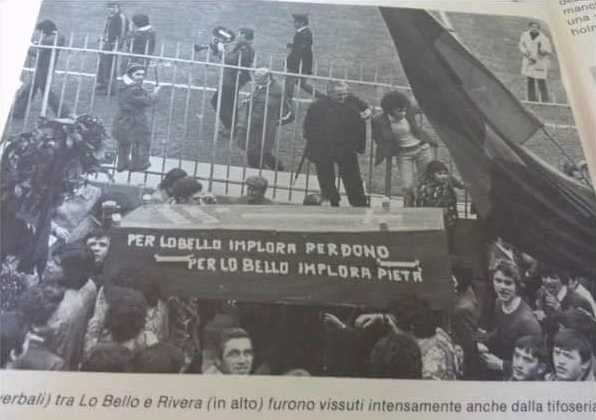 una
PER LOBELLO IMPLORA PERDONO
PER LO BELLO IMPLORA PIETÀ
verbali) tra Lo Bello e Rivera (in alto) furono vissuti intensamente anche dalla tifoseria